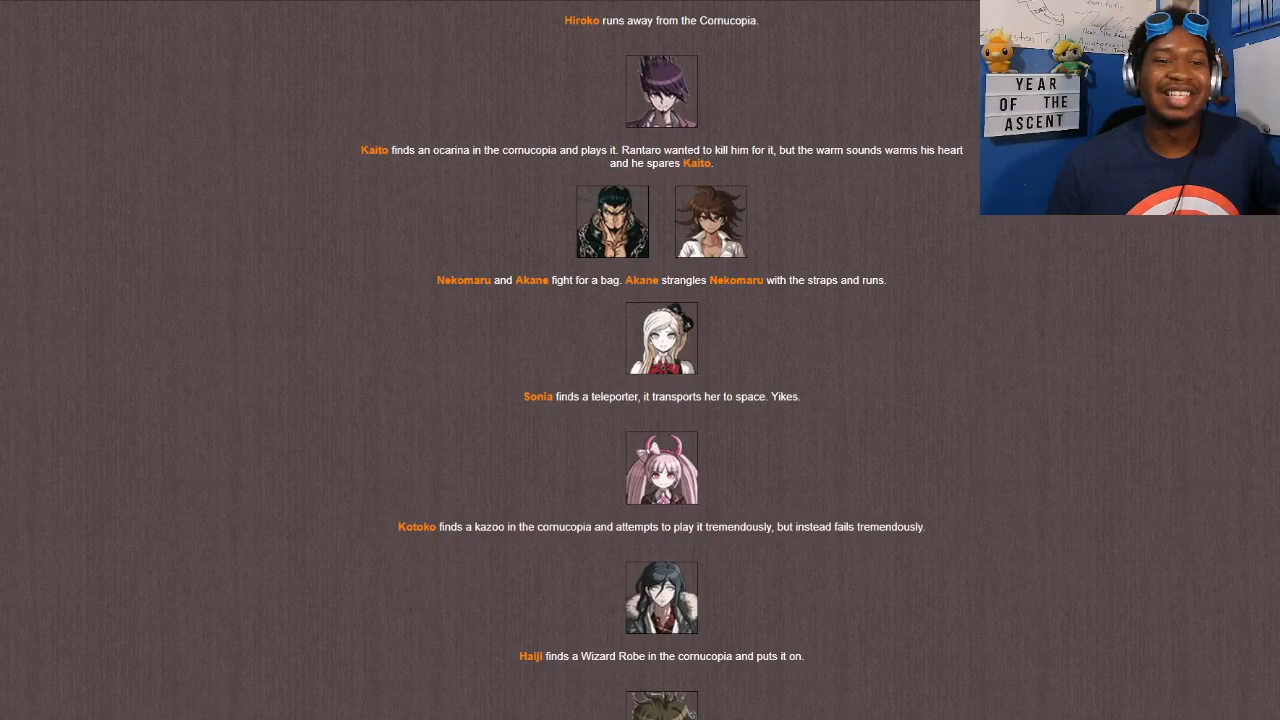 Hiroko runs away from the Cornucopia.
Kaito finds an ocarina in the cornucopia and plays it. Rantaro wanted to kill him for it, but the warm sounds warms his heart
and he spares Kaito.
Nekomaru and Akane fight for a bag. Akane strangles Nekomaru with the straps and runs.
Sonia finds a teleporter, it transports her to space. Yikes.
Kotoko finds a kazoo in the cornucopia and attempts to play it tremendously, but instead fails tremendously.
Haiji finds a Wizard Robe in the cornucopia and puts it on.
YEAR
OF THE
ASCENT